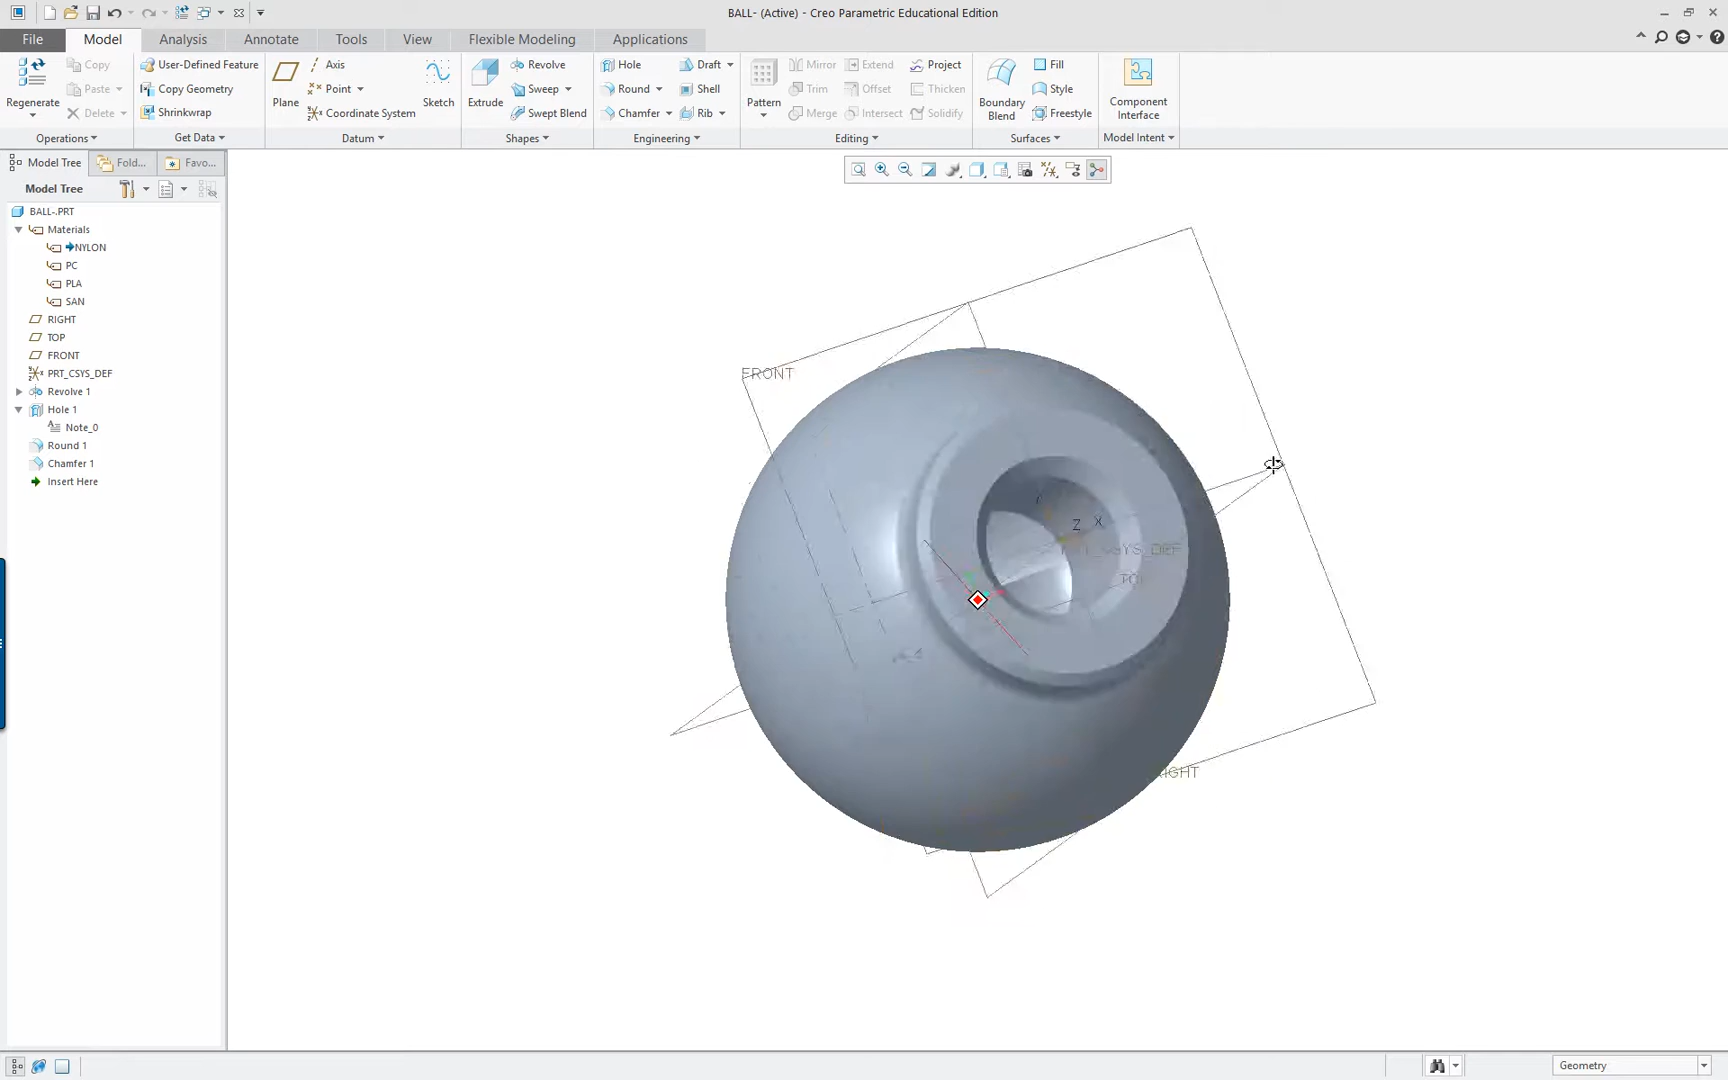 BALL- (Active) - Creo Parametric Educational Edition
File Model Analysis Annotate Tools View Flexible Modeling Applications
Regenerate
Copy
Paste
Delete
Operations
User-Defined Feature
Copy Geometry
Shrinkwrap
Get Data
Plane
Axis
Point
Coordinate System
Sketch
Datum
Extrude
Revolve
Sweep
Swept Blend
Shapes
Hole
Round
Chamfer
Draft
Shell
Rib
Engineering
Pattern
Mirror
Trim
Merge
Extend
Offset
Intersect
Project
Thicken
Solidify
Editing
Boundary
Blend
Fill
Style
Freestyle
Surfaces
Component
Interface
Model Intent
Model Tree Fold... Favo...
Model Tree
BALL-.PRT
Materials
NYLON
PC
PLA
SAN
RIGHT
TOP
FRONT
PRT_CSYS_DEF
Revolve 1
Hole 1
Note_0
Round 1
Chamfer 1
Insert Here
FRONT
Z X
RIGHT
Geometry